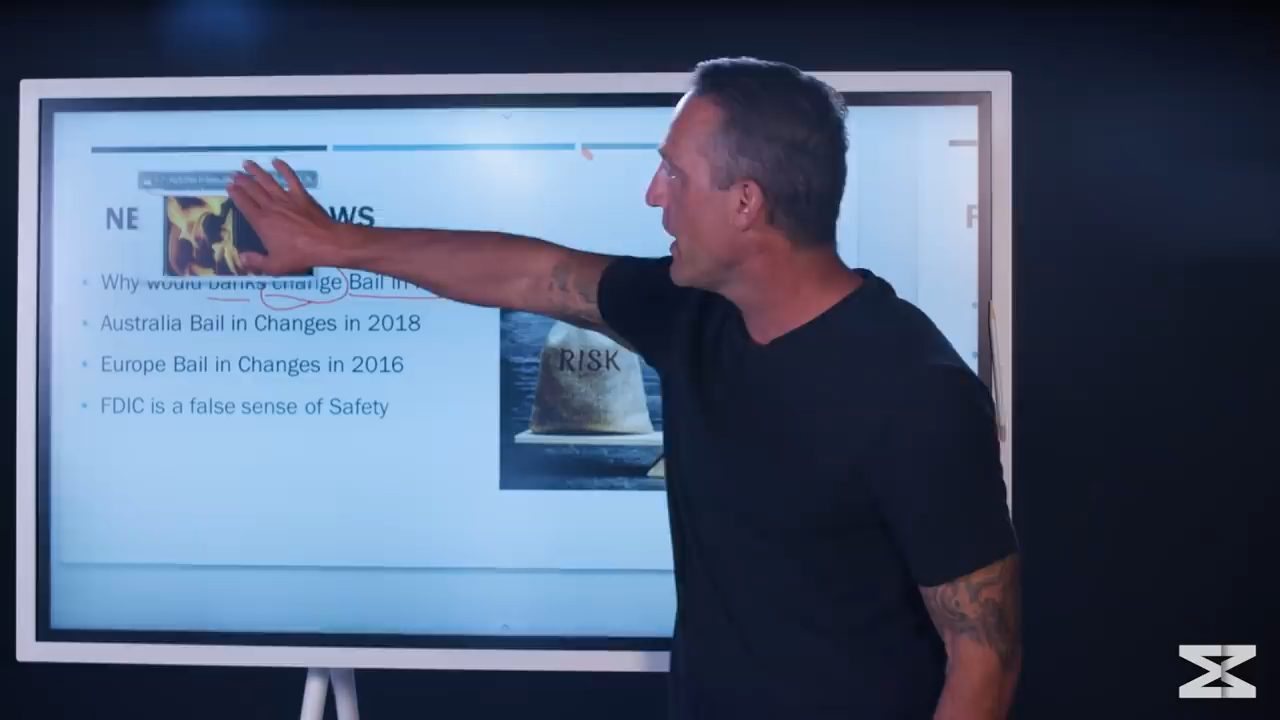 NE WS
Why would banks change Bail in
Australia Bail in Changes in 2018
Europe Bail in Changes in 2016
FDIC is a false sense of Safety
RISK
F